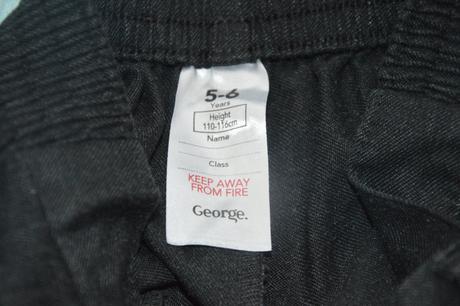 5-6
Years
Height
110-116cm
Name
Class
KEEP AWAY
FROM FIRE
George.